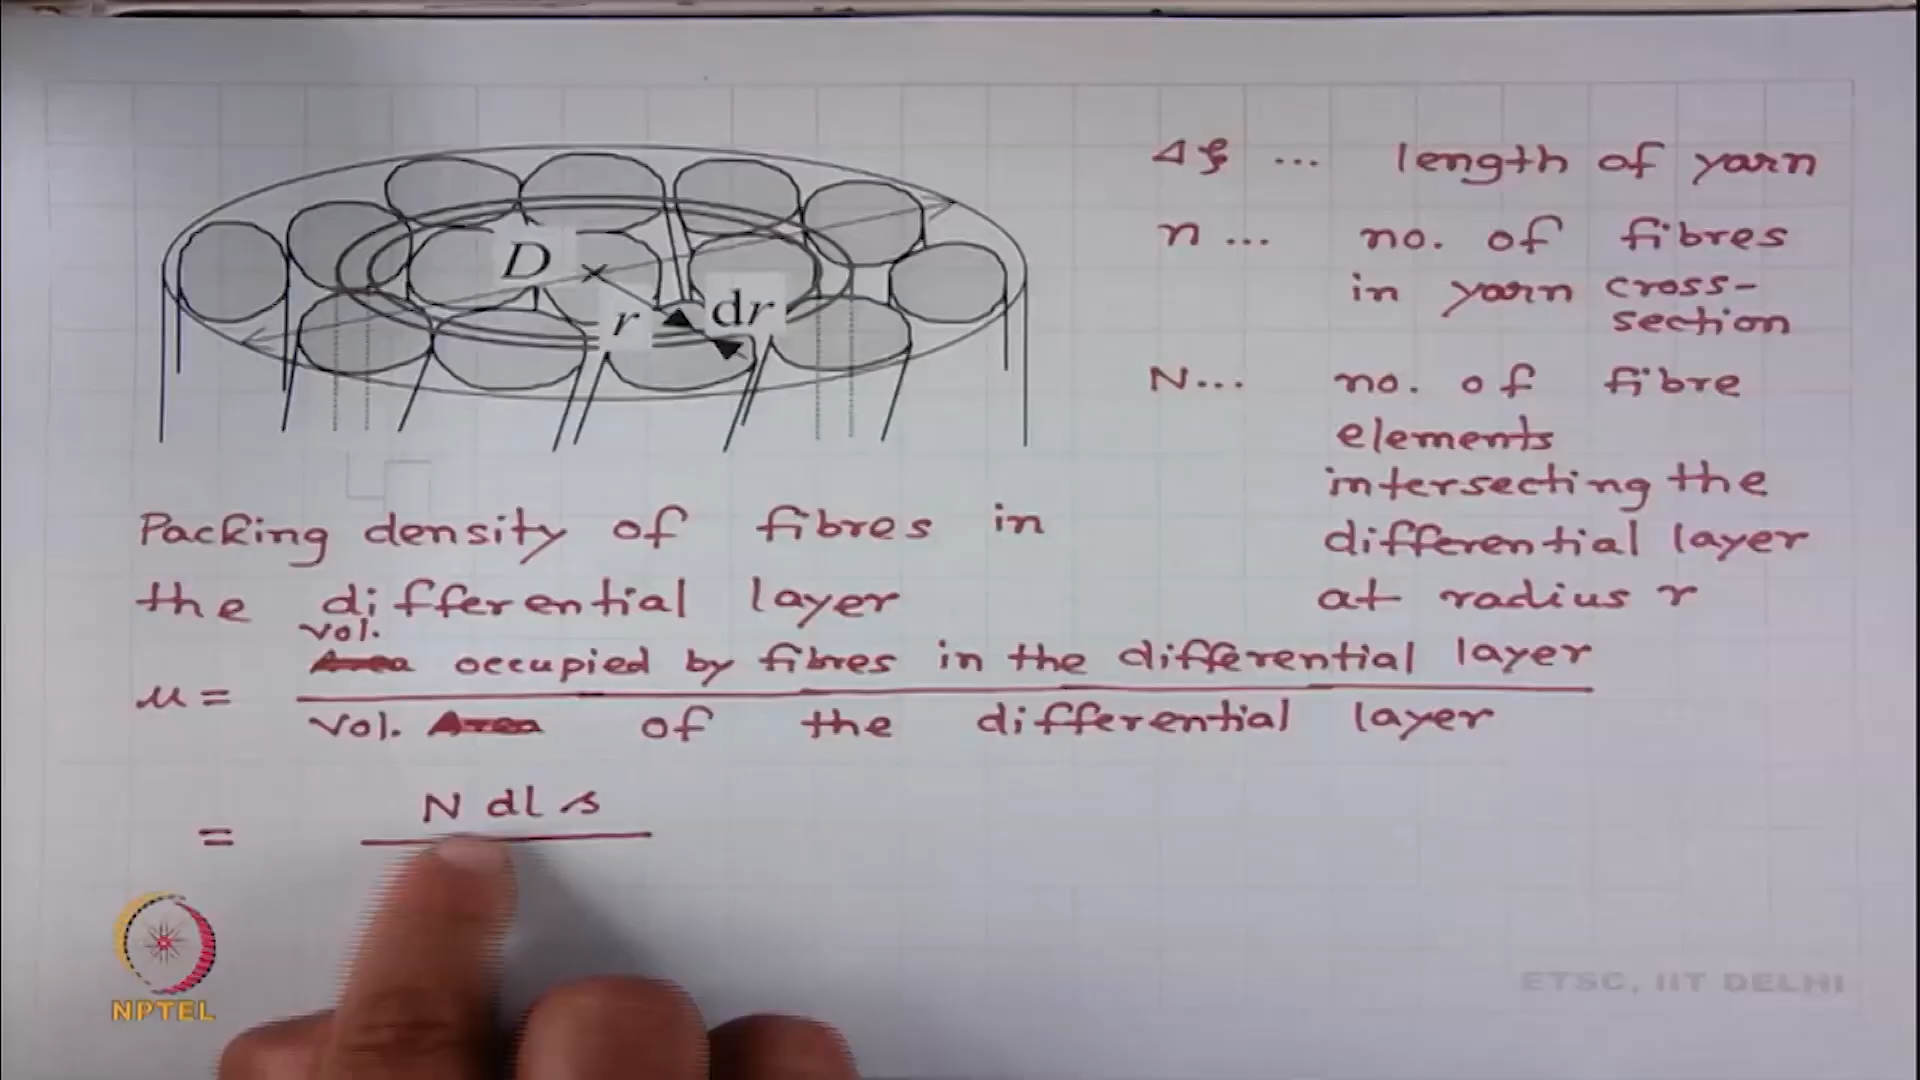 D
r
dr
Δξ ... length of yarn
n ... no. of fibres
in yarn cross-
section
N... no. of fibre
elements
intersecting the
differential layer
at radius r
Packing density of fibres in
the differential layer
vol.
Area occupied by fibres in the differential layer
μ =
vol. Area of the differential layer
= N dl s
NPTEL
ETSC, IIT DELHI